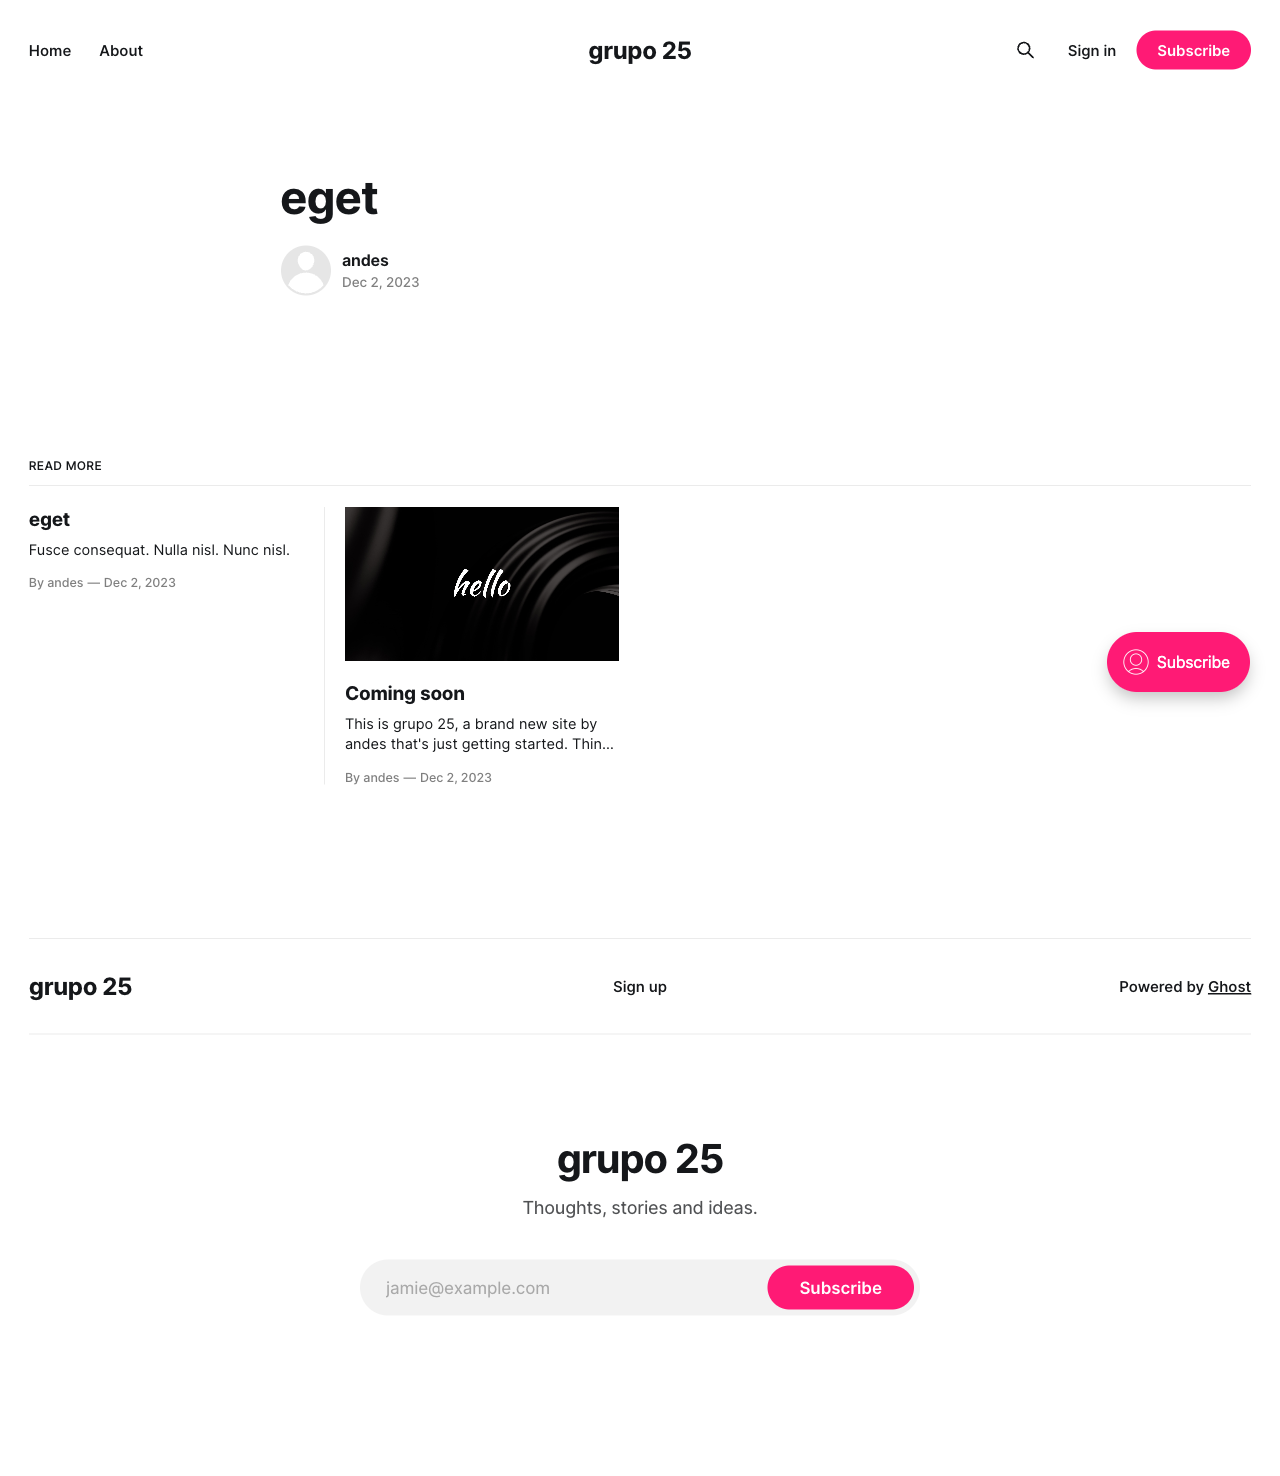 Home About grupo 25 Sign in Subscribe
eget
andes
Dec 2, 2023
READ MORE
eget
Fusce consequat. Nulla nisl. Nunc nisl.
By andes — Dec 2, 2023
hello
Coming soon
This is grupo 25, a brand new site by
andes that's just getting started. Thin...
By andes — Dec 2, 2023
Subscribe
grupo 25 Sign up Powered by Ghost
grupo 25
Thoughts, stories and ideas.
jamie@example.com Subscribe